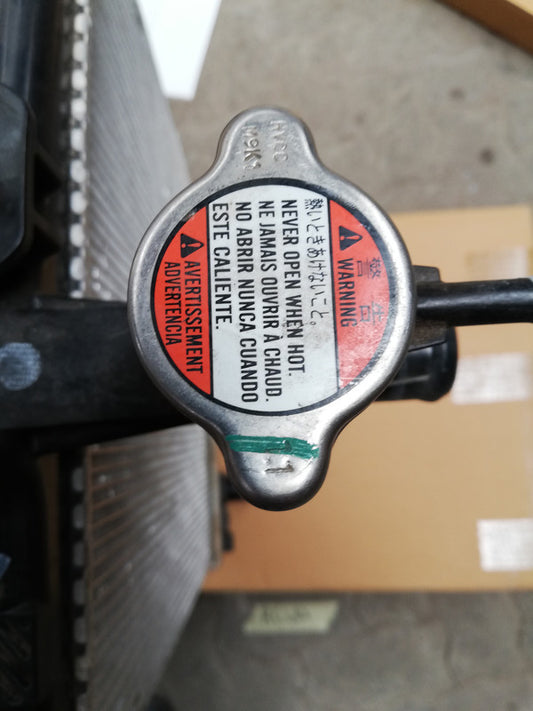 警告
WARNING
熱いときあけないこと。
NEVER OPEN WHEN HOT.
NE JAMAIS OUVRIR À CHAUD.
NO ABRIR NUNCA CUANDO
ESTE CALIENTE.
AVERTISSEMENT
ADVERTENCIA
1